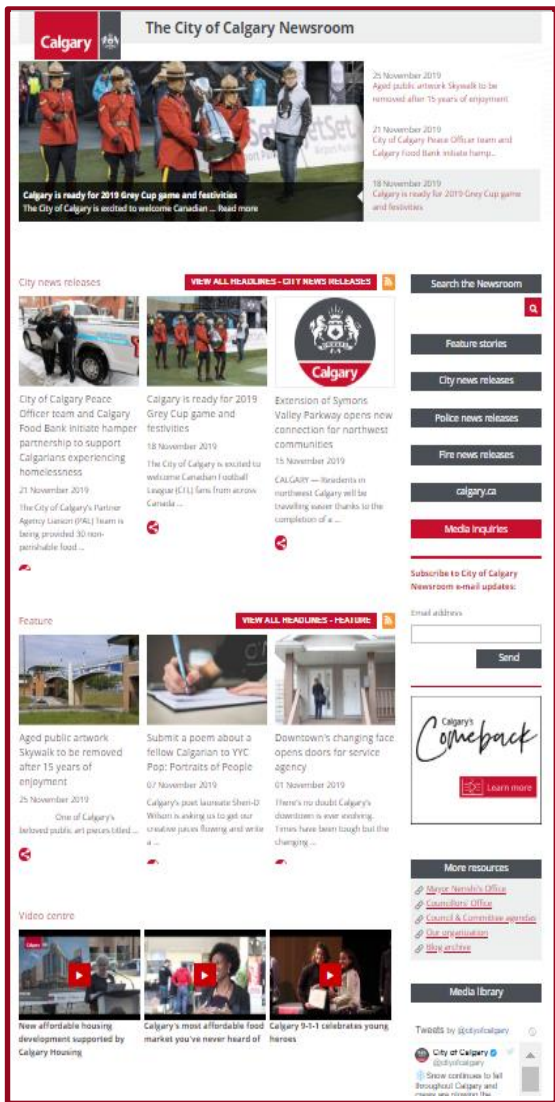 Calgary
The City of Calgary Newsroom
25 November 2019
Aged public artwork Skywalk to be
removed after 15 years of enjoyment
21 November 2019
City of Calgary Peace Officer team and
Calgary Food Bank initiate hamp...
18 November 2019
Calgary is ready for 2019 Grey Cup game
and festivities
Calgary is ready for 2019 Grey Cup game and festivities
The City of Calgary is excited to welcome Canadian ... Read more
City news releases
VIEW ALL HEADLINES - CITY NEWS RELEASES
City of Calgary Peace
Officer team and Calgary
Food Bank initiate hamper
partnership to support
Calgarians experiencing
homelessness
21 November 2019
The City of Calgary's Partner
Agency Liaison (PAL) Team is
being provided 30 non-
perishable food ...
Calgary is ready for 2019
Grey Cup game and
festivities
18 November 2019
The City of Calgary is excited to
welcome Canadian Football
League (CFL) fans from across
Canada ...
Calgary
Extension of Symons
Valley Parkway opens new
connection for northwest
communities
15 November 2019
CALGARY — Residents in
northwest Calgary will be
travelling easier thanks to the
completion of a ...
Search the Newsroom
Feature stories
City news releases
Police news releases
Fire news releases
calgary.ca
Media inquiries
Subscribe to City of Calgary
Newsroom e-mail updates:
Email address
Send
Feature
VIEW ALL HEADLINES - FEATURE
Aged public artwork
Skywalk to be removed
after 15 years of
enjoyment
25 November 2019
One of Calgary's
beloved public art pieces titled ...
Submit a poem about a
fellow Calgarian to YYC
Pop: Portraits of People
07 November 2019
Calgary's poet laureate Sheri-D
Wilson is asking us to get our
creative juices flowing and write
a ...
Downtown's changing face
opens doors for service
agency
01 November 2019
There's no doubt Calgary's
downtown is ever evolving.
Times have been tough but the
changing ...
Calgary's
Comeback
Learn more
More resources
Mayor Nenshi's Office
Councillors' Office
Council & Committee agendas
Our organization
Blog archive
Video centre
New affordable housing
development supported by
Calgary Housing
Calgary's most affordable food
market you've never heard of
Calgary 9-1-1 celebrates young
heroes
Media library
Tweets by @cityofcalgary
City of Calgary
@cityofcalgary
Snow continues to fall
throughout Calgary and
crews are plowing the